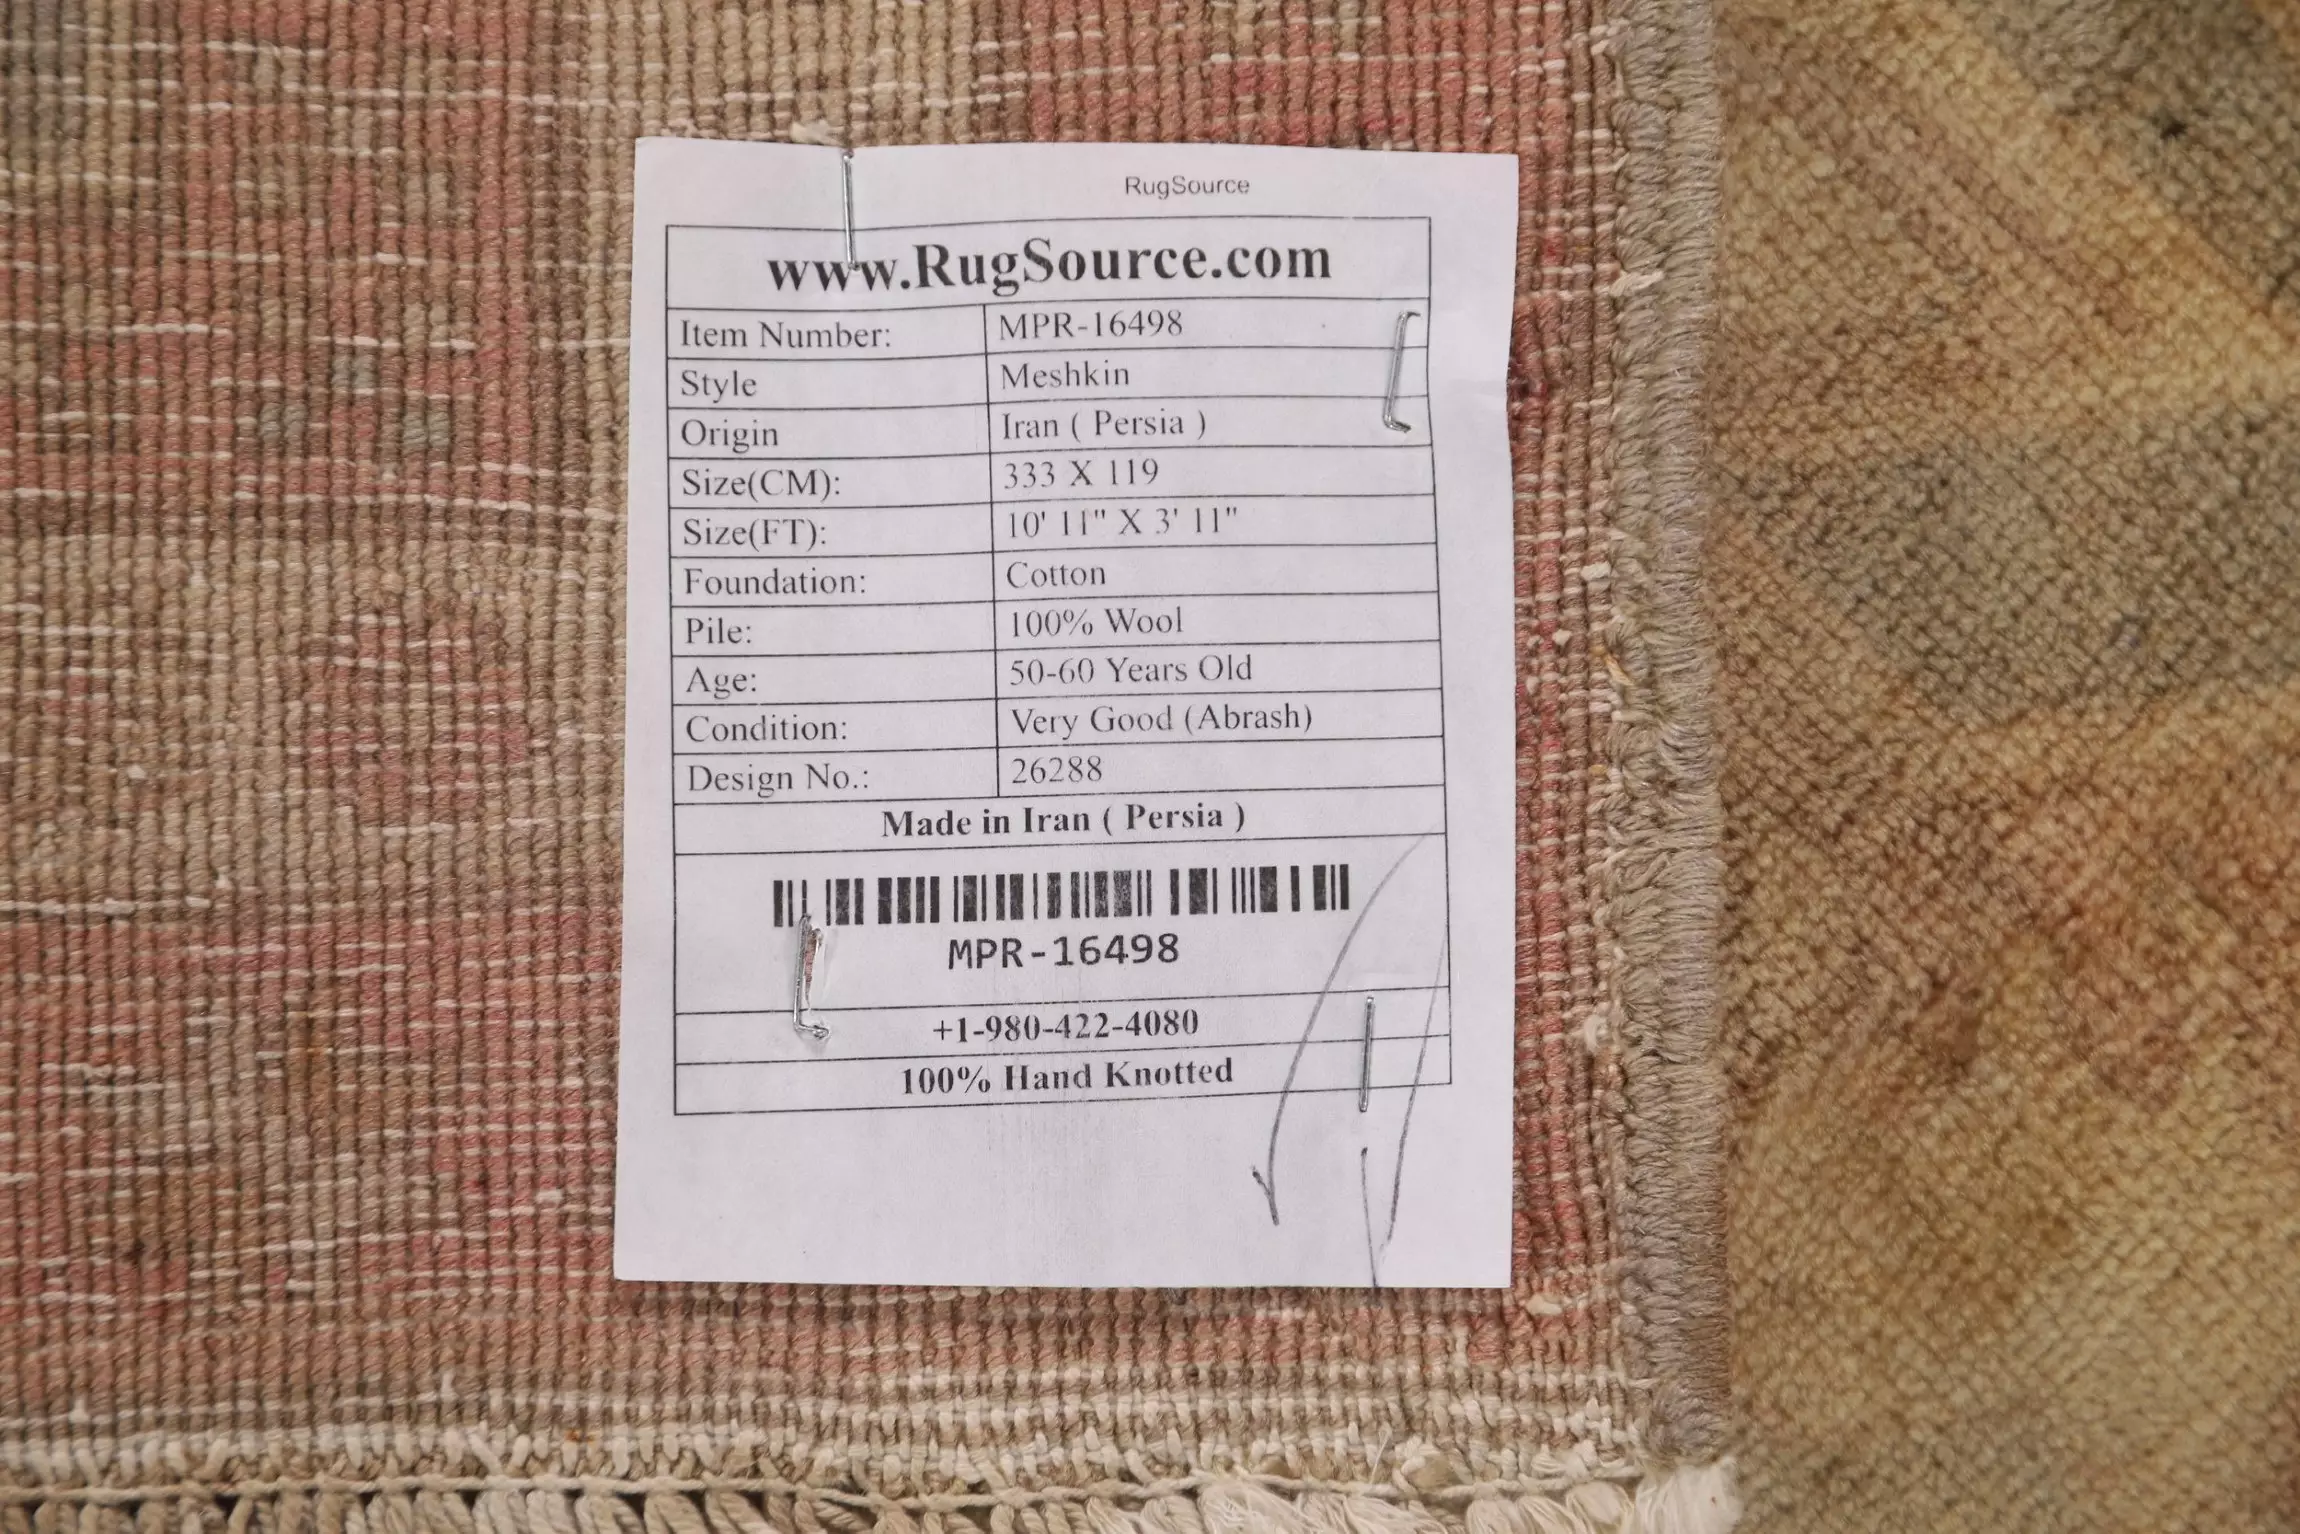 RugSource
www.RugSource.com
Item Number: MPR-16498
Style Meshkin
Origin Iran ( Persia )
Size(CM): 333 X 119
Size(FT): 10' 11" X 3' 11"
Foundation: Cotton
Pile: 100% Wool
Age: 50-60 Years Old
Condition: Very Good (Abrash)
Design No.: 26288
Made in Iran ( Persia )
MPR-16498
+1-980-422-4080
100% Hand Knotted